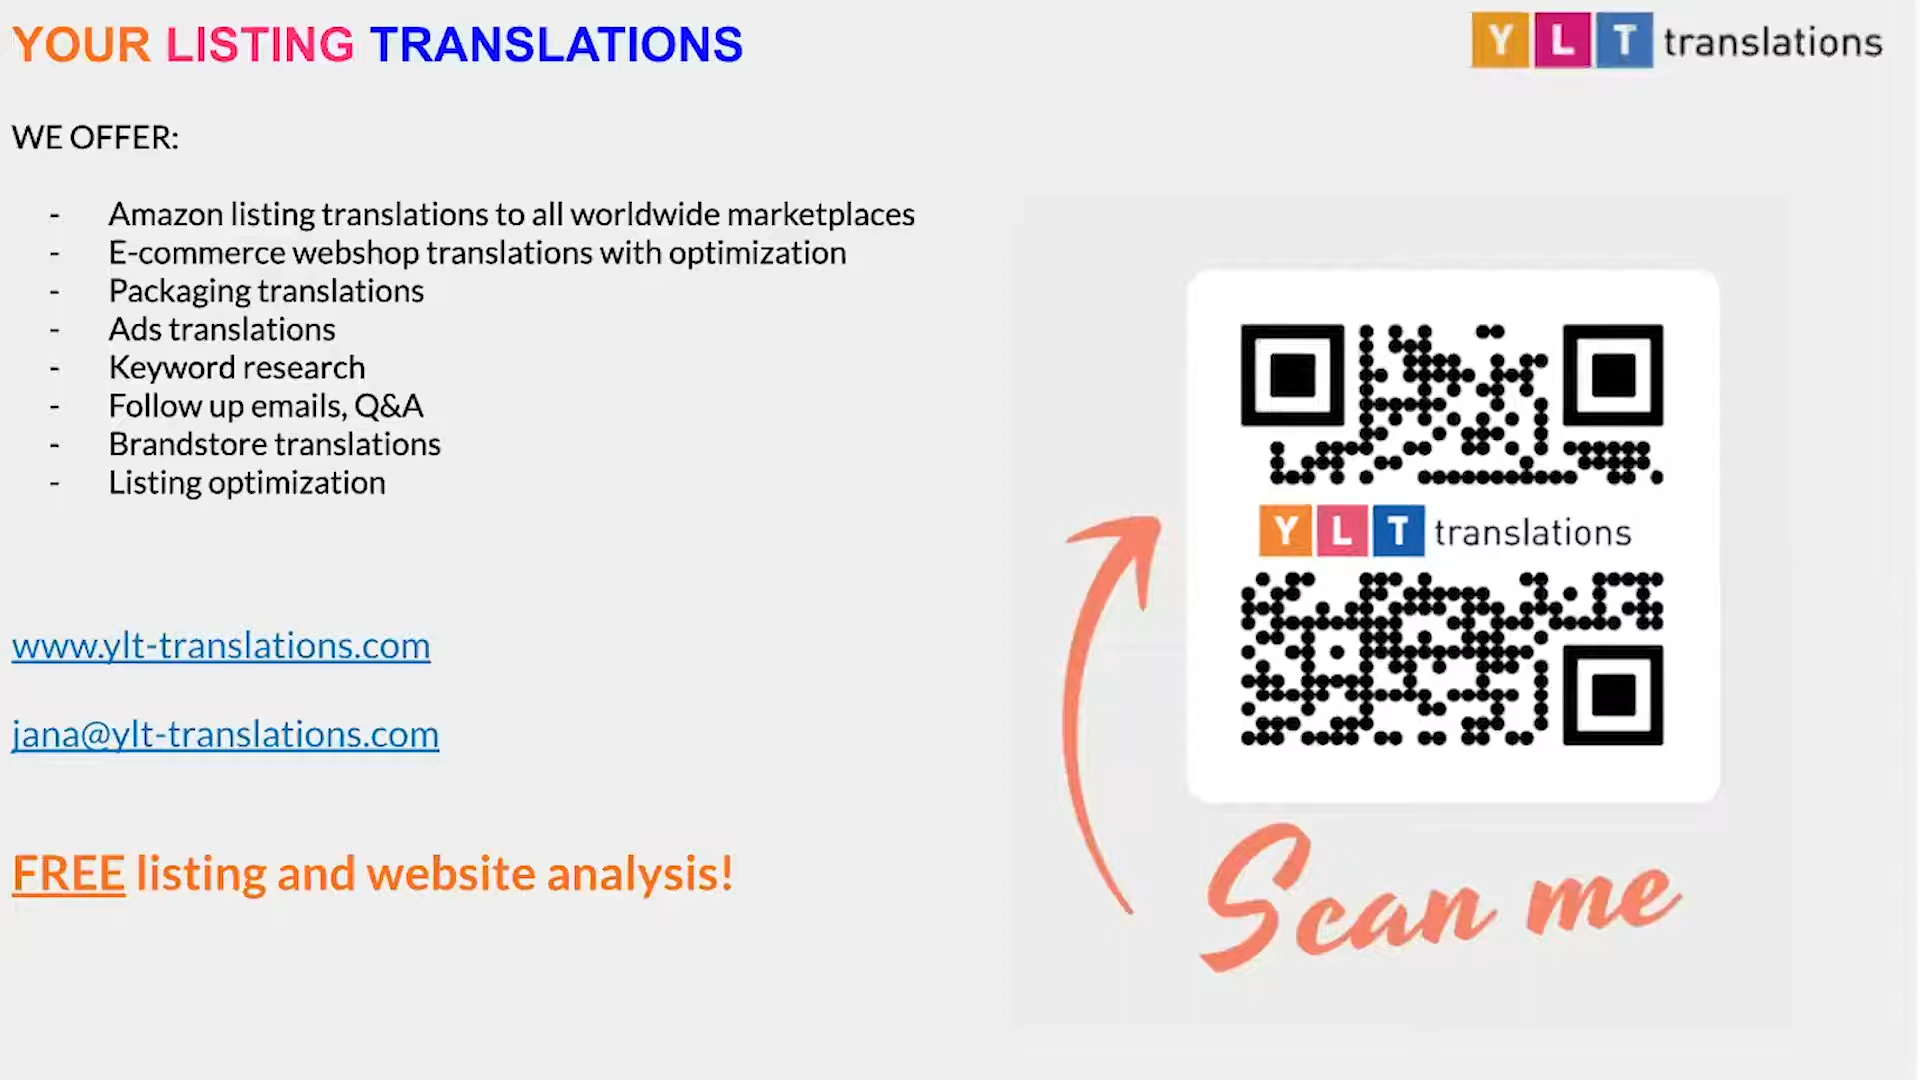 YOUR LISTING TRANSLATIONS
Y L T translations
WE OFFER:
- Amazon listing translations to all worldwide marketplaces
- E-commerce webshop translations with optimization
- Packaging translations
- Ads translations
- Keyword research
- Follow up emails, Q&A
- Brandstore translations
- Listing optimization
www.ylt-translations.com
jana@ylt-translations.com
FREE listing and website analysis!
Y L T translations
Scan me